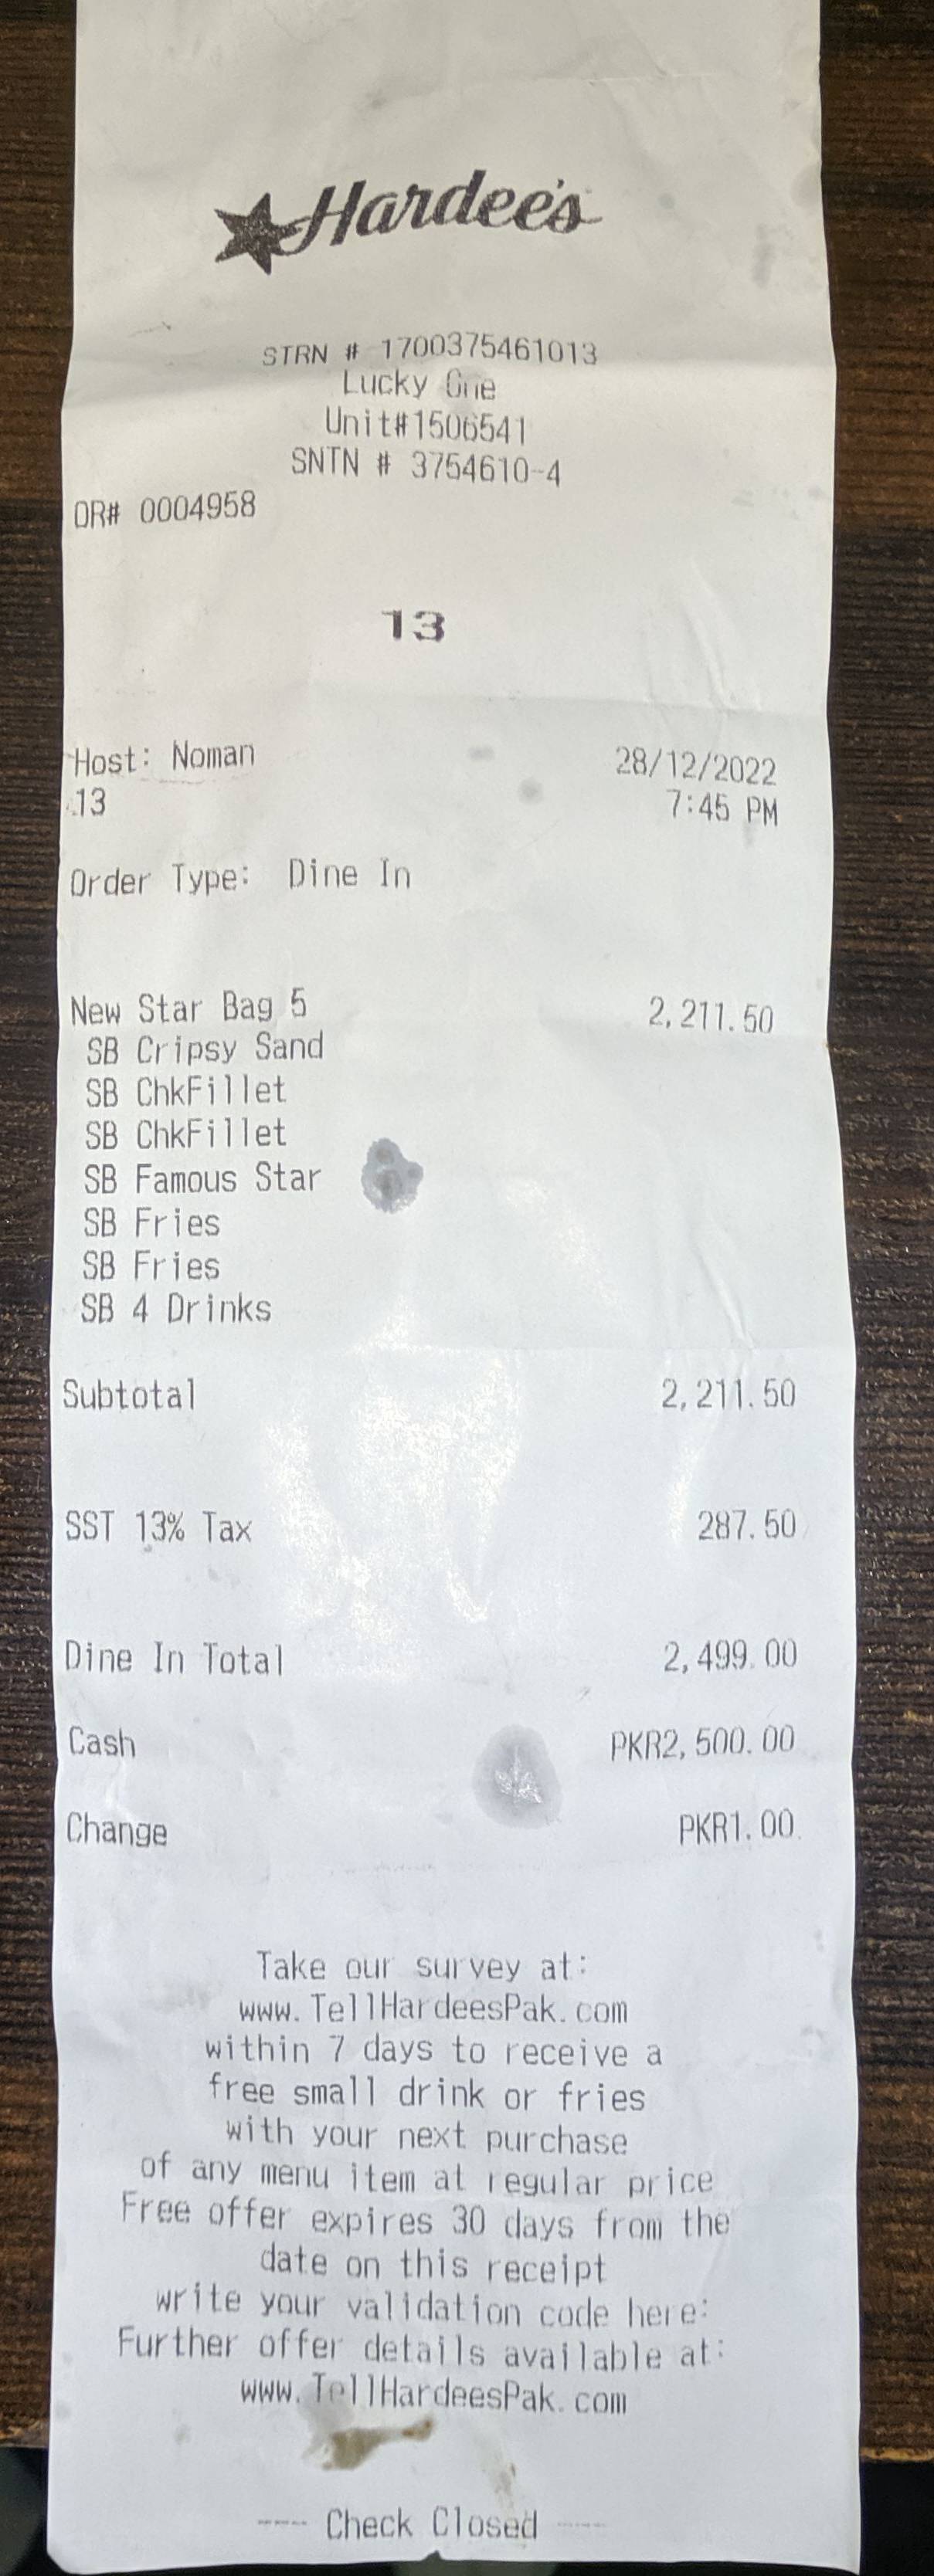 Hardee's
STRN # 1700375461013
Lucky One
Unit#1506541
SNTN # 3754610-4
OR# 0004958
13
Host: Noman
28/12/2022
13
7:45 PM
Order Type: Dine In
New Star Bag 5 2,211.50
SB Cripsy Sand
SB ChkFillet
SB ChkFillet
SB Famous Star
SB Fries
SB Fries
SB 4 Drinks
Subtotal 2,211.50
SST 13% Tax 287.50
Dine In Total 2,499.00
Cash PKR2,500.00
Change PKR1.00
Take our survey at:
www.TellHardeesPak.com
within 7 days to receive a
free small drink or fries
with your next purchase
of any menu item at regular price
Free offer expires 30 days from the
date on this receipt
write your validation code here:
Further offer details available at:
www.TellHardeesPak.com
---- Check Closed ----